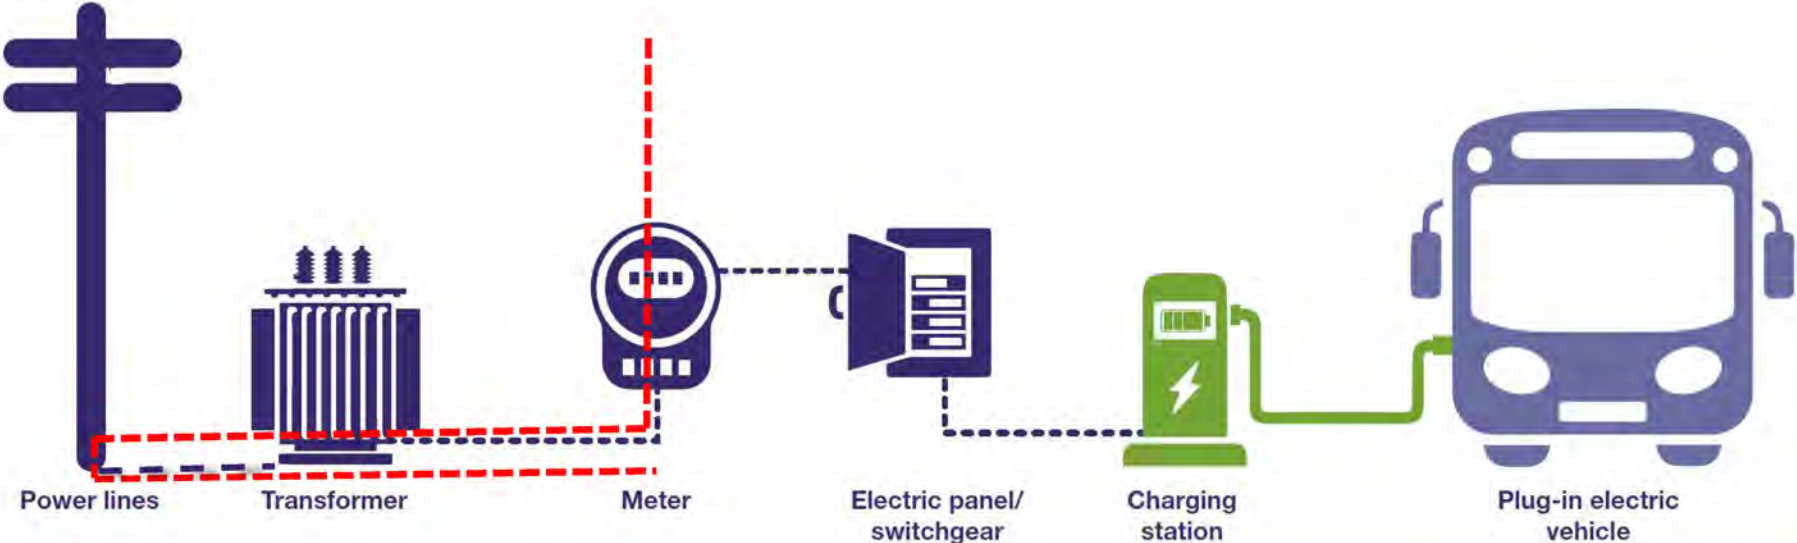 Power lines
Transformer
Meter
Electric panel/
switchgear
Charging
station
Plug-in electric
vehicle